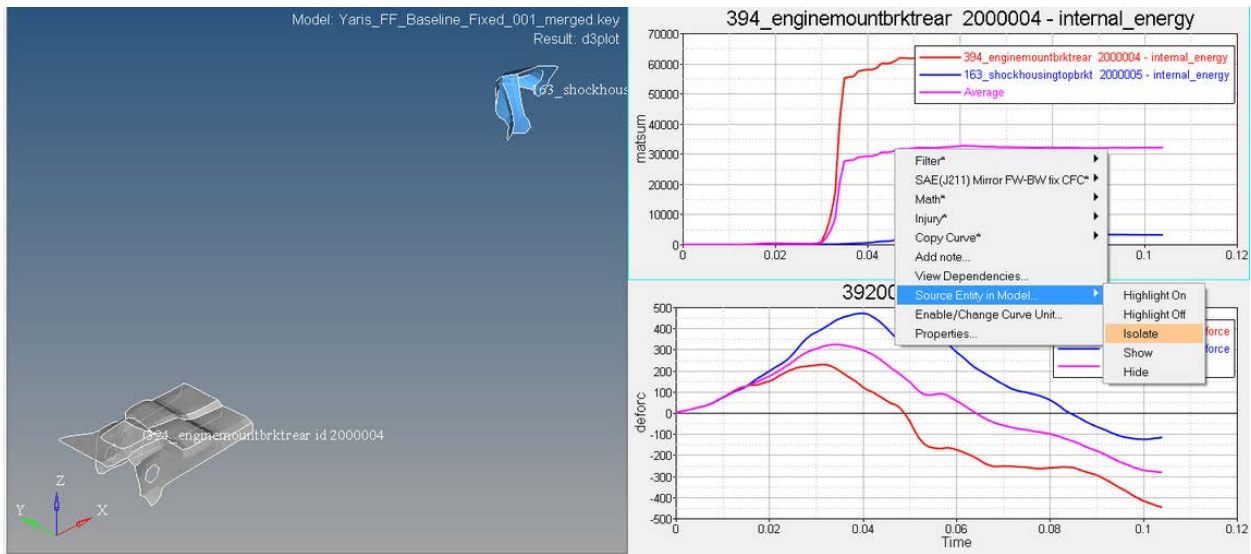 Model: Yaris_FF_Baseline_Fixed_001_merged.key
Result: d3plot
163_shockhous
(394_enginemountbrktrear id 2000004
Z
Y
X
394_enginemountbrktrear 2000004 - internal_energy
70000
60000
50000
40000
30000
20000
10000
0
matsum
394_enginemountbrktrear 2000004 - internal_energy
163_shockhousingtopbrkt 2000005 - internal_energy
Average
0
0.02
0.04
0.1
0.12
Filter*
SAE(J211) Mirror FW-BW fix CFC*
Math*
Injury*
Copy Curve*
Add note...
View Dependencies...
Source Entity in Model...
Enable/Change Curve Unit...
Properties...
Highlight On
Highlight Off
Isolate
Show
Hide
39200
force
force
500
400
300
200
100
0
-100
-200
-300
-400
-500
deforc
0
0.02
0.04
0.06
0.08
0.1
0.12
Time